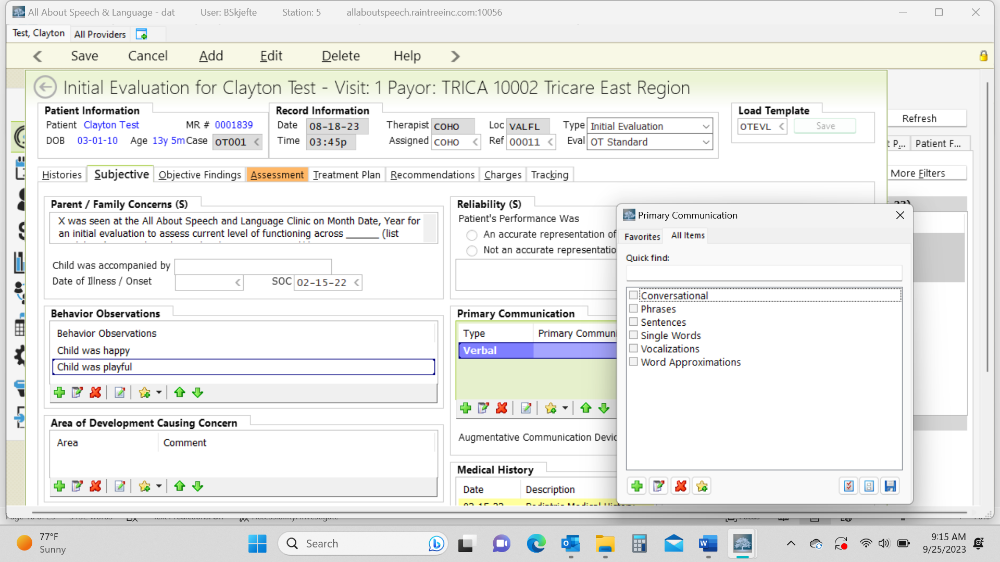 All About Speech & Language - dat User: BSkjefte Station: 5 allaboutspeech.raintreeinc.com:10056
Test, Clayton All Providers
Save Cancel Add Edit Delete Help
Initial Evaluation for Clayton Test - Visit: 1 Payor: TRICA 10002 Tricare East Region
Patient Information Record Information Load Template
Patient Clayton Test MR # 0001839 Date 08-18-23 Therapist COHO Loc VALFL Type Initial Evaluation OTEVL Save
DOB 03-01-10 Age 13y 5m Case OT001 Time 03:45p Assigned COHO Ref 00011 Eval OT Standard
Refresh
t P... Patient F...
More Filters
Histories Subjective Objective Findings Assessment Treatment Plan Recommendations Charges Tracking
Parent / Family Concerns (S)
X was seen at the All About Speech and Language Clinic on Month Date, Year for
an initial evaluation to assess current level of functioning across ______ (list
Child was accompanied by
Date of Illness / Onset SOC 02-15-22
Reliability (S)
Patient's Performance Was
An accurate representation of
Not an accurate representatio
Behavior Observations
Behavior Observations
Child was happy
Child was playful
Primary Communication
Type Primary Communi
Verbal
Augmentative Communication Devic
Area of Development Causing Concern
Area Comment
Medical History
Date Description
Primary Communication
Favorites All Items
Quick find:
Conversational
Phrases
Sentences
Single Words
Vocalizations
Word Approximations
77°F
Sunny
Search
9:15 AM
9/25/2023